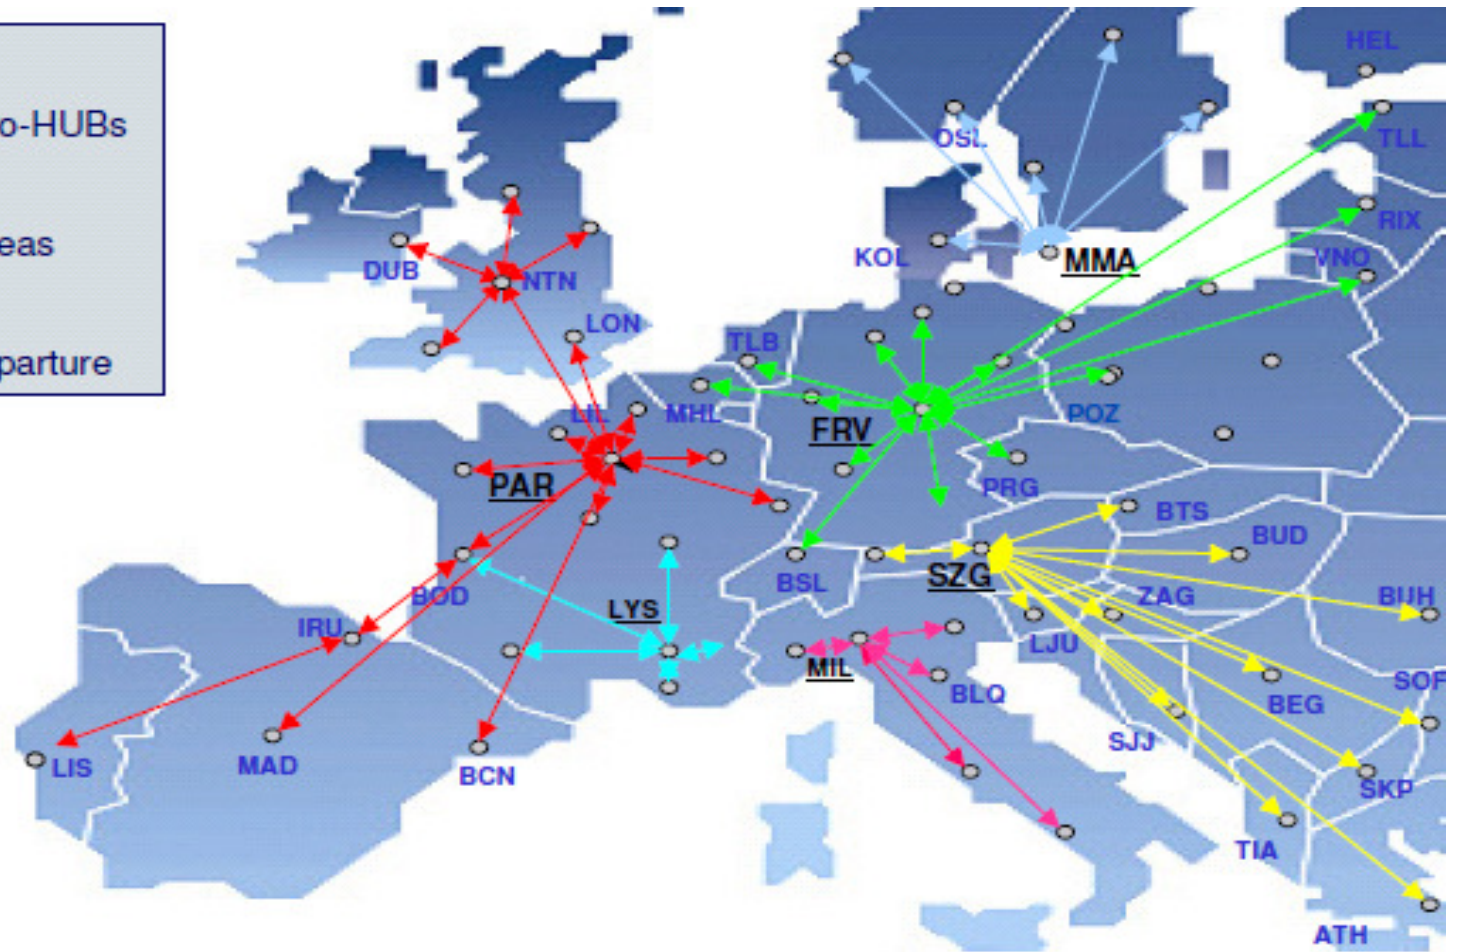 o-HUBs
eas
parture
HEL
OSL
TLL
RIX
KOL
MMA
VNO
DUB
NTN
LON
TLB
LIL
MHL
FRV
POZ
PAR
PRG
BTS
BUD
BSL
SZG
BOD
LYS
ZAG
BUH
IRU
LJU
MIL
BLQ
BEG
SOF
SJJ
LIS
MAD
BCN
SKP
TIA
ATH